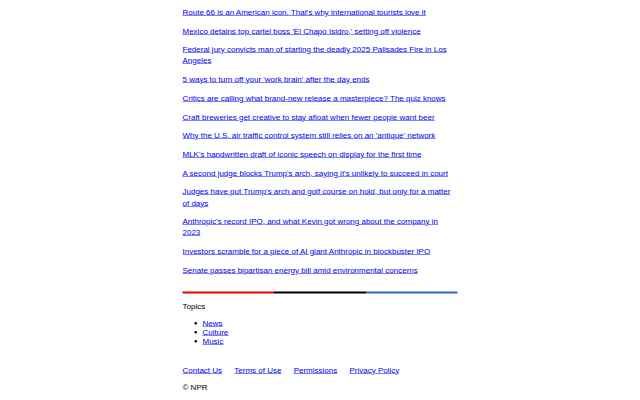 Route 66 is an American icon. That's why international tourists love it
Mexico detains top cartel boss 'El Chapo Isidro,' setting off violence
Federal jury convicts man of starting the deadly 2025 Palisades Fire in Los
Angeles
5 ways to turn off your 'work brain' after the day ends
Critics are calling what brand-new release a masterpiece? The quiz knows
Craft breweries get creative to stay afloat when fewer people want beer
Why the U.S. air traffic control system still relies on an 'antique' network
MLK's handwritten draft of iconic speech on display for the first time
A second judge blocks Trump's arch, saying it's unlikely to succeed in court
Judges have put Trump's arch and golf course on hold, but only for a matter
of days
Anthropic's record IPO, and what Kevin got wrong about the company in
2023
Investors scramble for a piece of AI giant Anthropic in blockbuster IPO
Senate passes bipartisan energy bill amid environmental concerns
Topics
News
Culture
Music
Contact Us Terms of Use Permissions Privacy Policy
© NPR